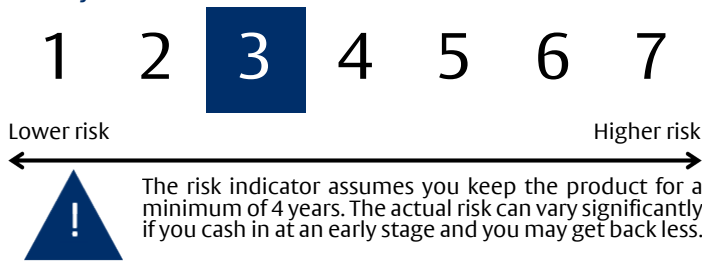 1 2 3 4 5 6 7
Lower risk Higher risk
!
The risk indicator assumes you keep the product for a
minimum of 4 years. The actual risk can vary significantly
if you cash in at an early stage and you may get back less.